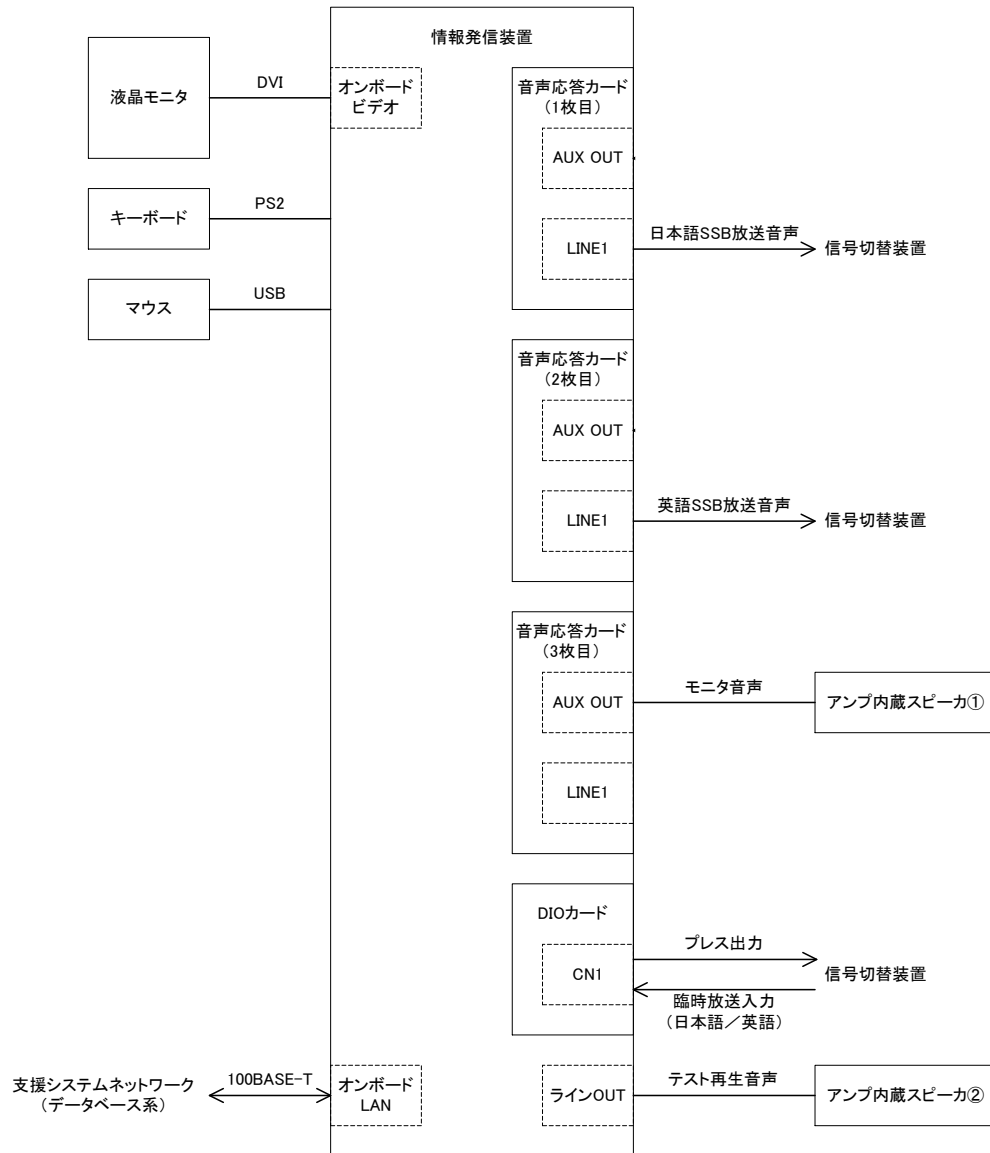 情報発信装置
液晶モニタ
DVI
オンボード
ビデオ
キーボード
PS2
マウス
USB
音声応答カード
(1枚目)
AUX OUT
LINE1
日本語SSB放送音声
信号切替装置
音声応答カード
(2枚目)
AUX OUT
LINE1
英語SSB放送音声
信号切替装置
音声応答カード
(3枚目)
AUX OUT
モニタ音声
アンプ内蔵スピーカ①
LINE1
DIOカード
CN1
プレス出力
信号切替装置
臨時放送入力
(日本語／英語)
支援システムネットワーク
(データベース系)
100BASE-T
オンボード
LAN
ラインOUT
テスト再生音声
アンプ内蔵スピーカ②